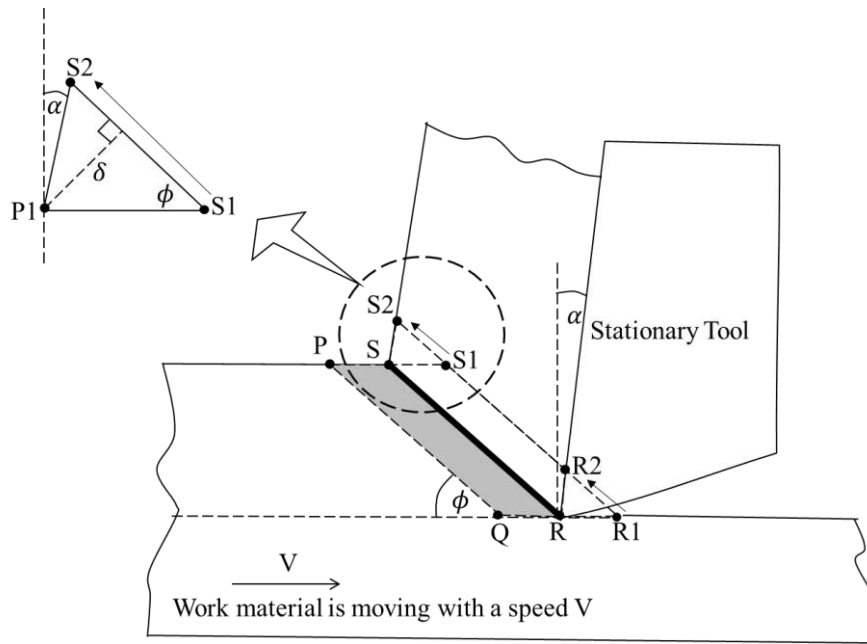 S2
α
δ
ϕ
P1
S1
S2
α
Stationary Tool
P
S
S1
R2
ϕ
Q
R
R1
V
Work material is moving with a speed V